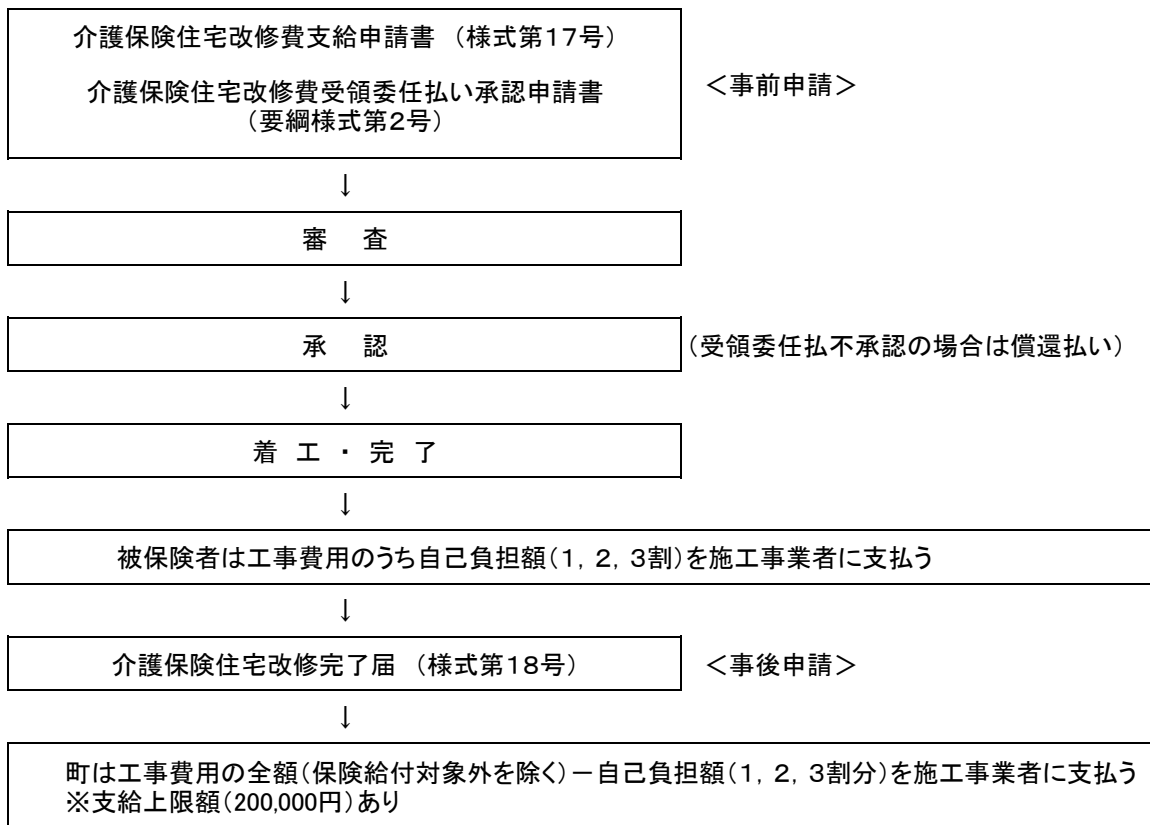 介護保険住宅改修費支給申請書　（様式第１７号）
介護保険住宅改修費受領委任払い承認申請書
（要綱様式第２号）
＜事前申請＞
↓
審　査
↓
承　認
（受領委任払不承認の場合は償還払い）
↓
着　工　・　完　了
↓
被保険者は工事費用のうち自己負担額（１，２，３割）を施工事業者に支払う
↓
介護保険住宅改修完了届　（様式第１８号）
＜事後申請＞
↓
町は工事費用の全額（保険給付対象外を除く）－自己負担額（１，２，３割分）を施工事業者に支払う
※支給上限額（200,000円）あり